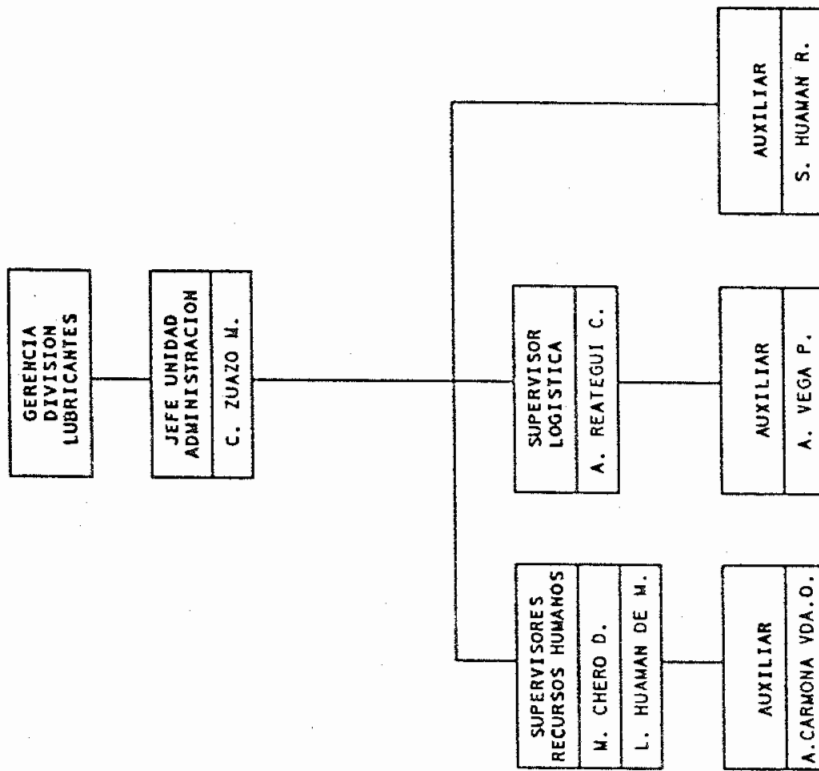 GERENCIA
DIVISION
LUBRICANTES
JEFE UNIDAD
ADMINISTRACION
C. ZUAZO M.
SUPERVISORES
RECURSOS HUMANOS
M. CHERO D.
L. HUAMAN DE M.
SUPERVISOR
LOGISTICA
A. REATEGUI C.
AUXILIAR
A.CARMONA VDA.O.
AUXILIAR
A. VEGA P.
AUXILIAR
S. HUAMAN R.